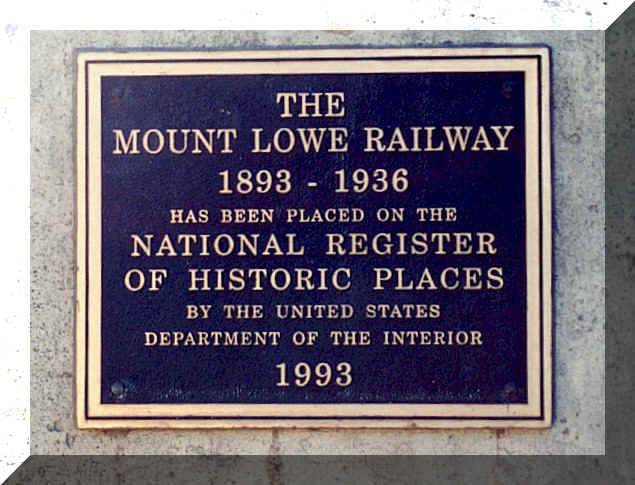 THE
MOUNT LOWE RAILWAY
1893 - 1936
HAS BEEN PLACED ON THE
NATIONAL REGISTER
OF HISTORIC PLACES
BY THE UNITED STATES
DEPARTMENT OF THE INTERIOR
1993